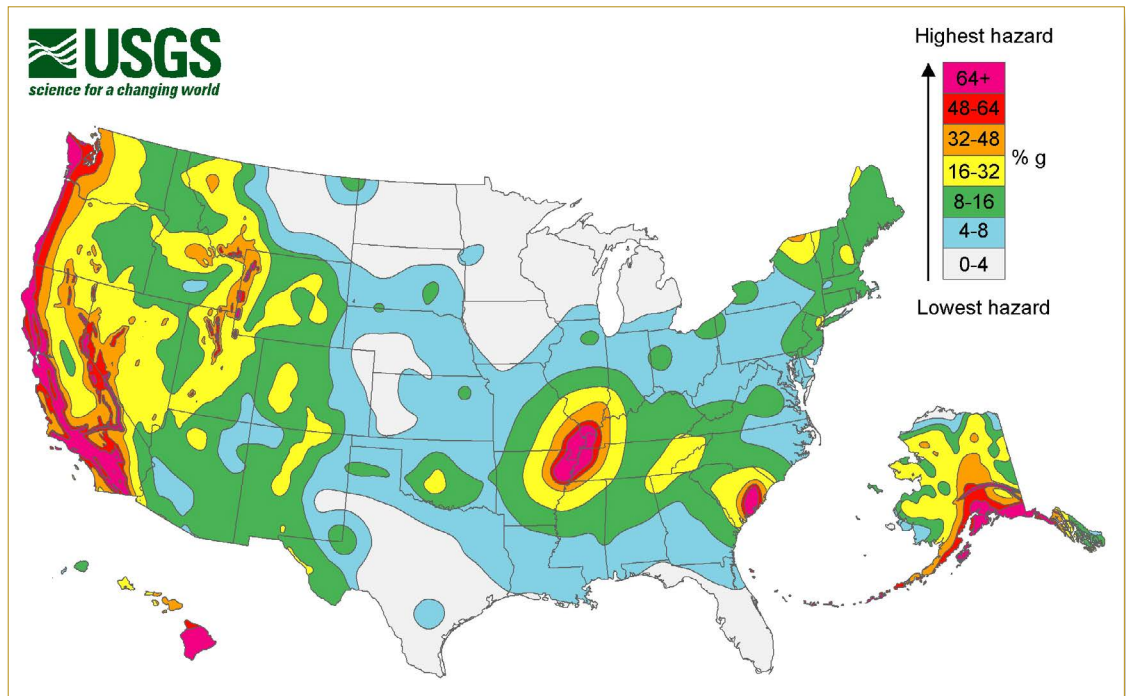 USGS
science for a changing world
Highest hazard
64+
48-64
32-48
16-32
8-16
4-8
0-4
% g
Lowest hazard